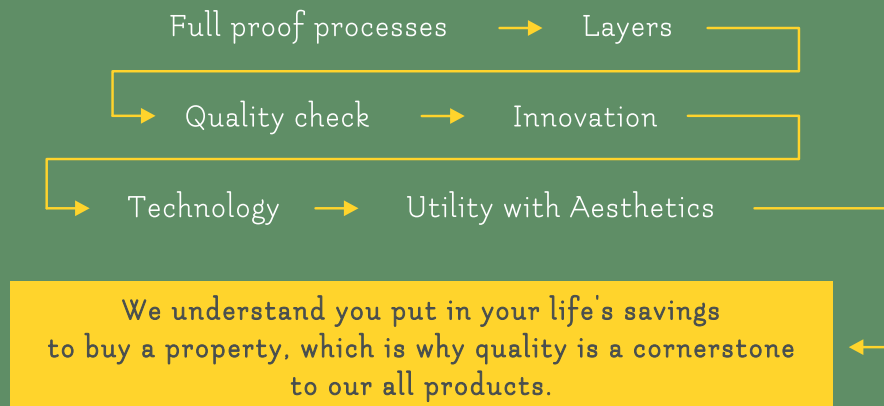 Full proof processes Layers
Quality check Innovation
Technology Utility with Aesthetics
We understand you put in your life's savings
to buy a property, which is why quality is a cornerstone
to our all products.